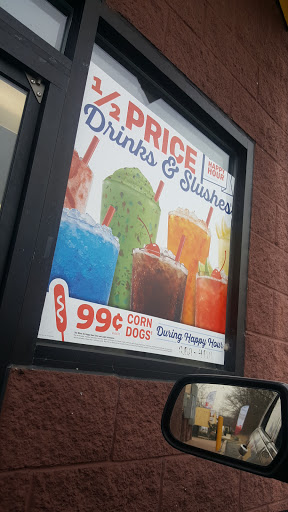 1/2 PRICE
Drinks & Slushes
HAPPY
HOUR
99¢ CORN
DOGS
During Happy Hour